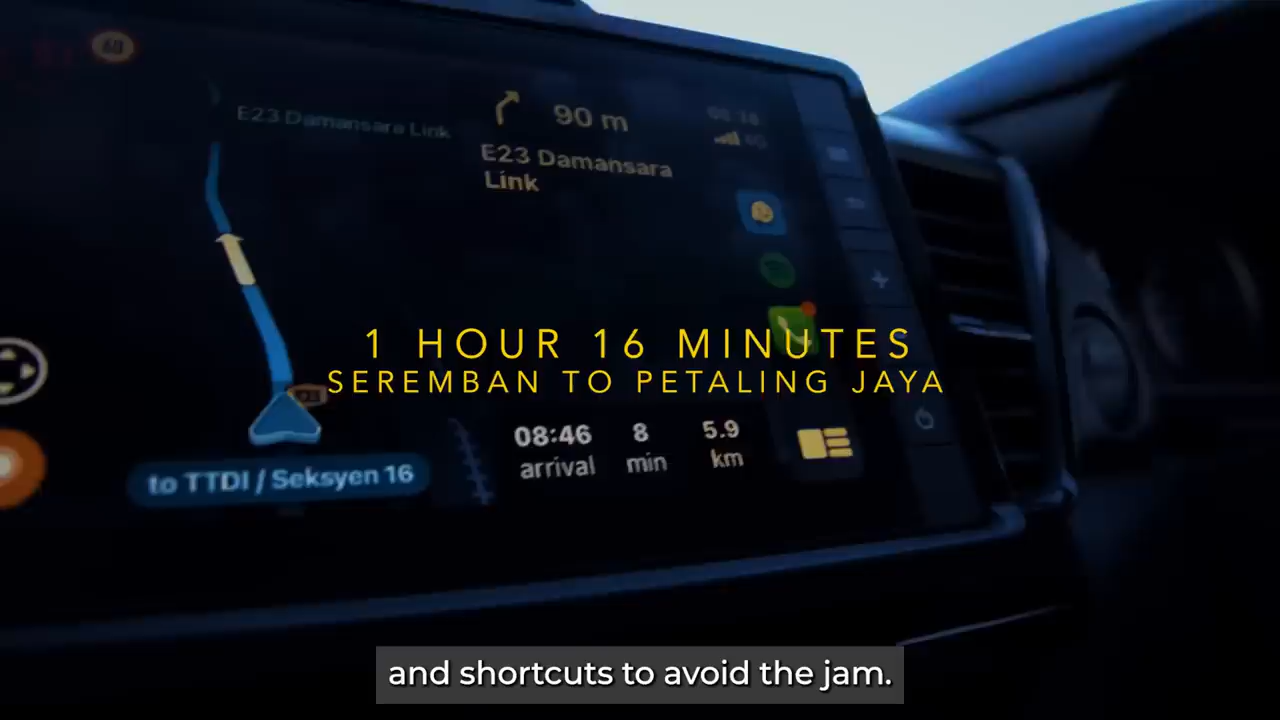 60
E23 Damansara Link
90 m
E23 Damansara
Link
1 HOUR 16 MINUTES
SEREMBAN TO PETALING JAYA
08:46
8
5.9
arrival
min
km
to TTDI / Seksyen 16
and shortcuts to avoid the jam.